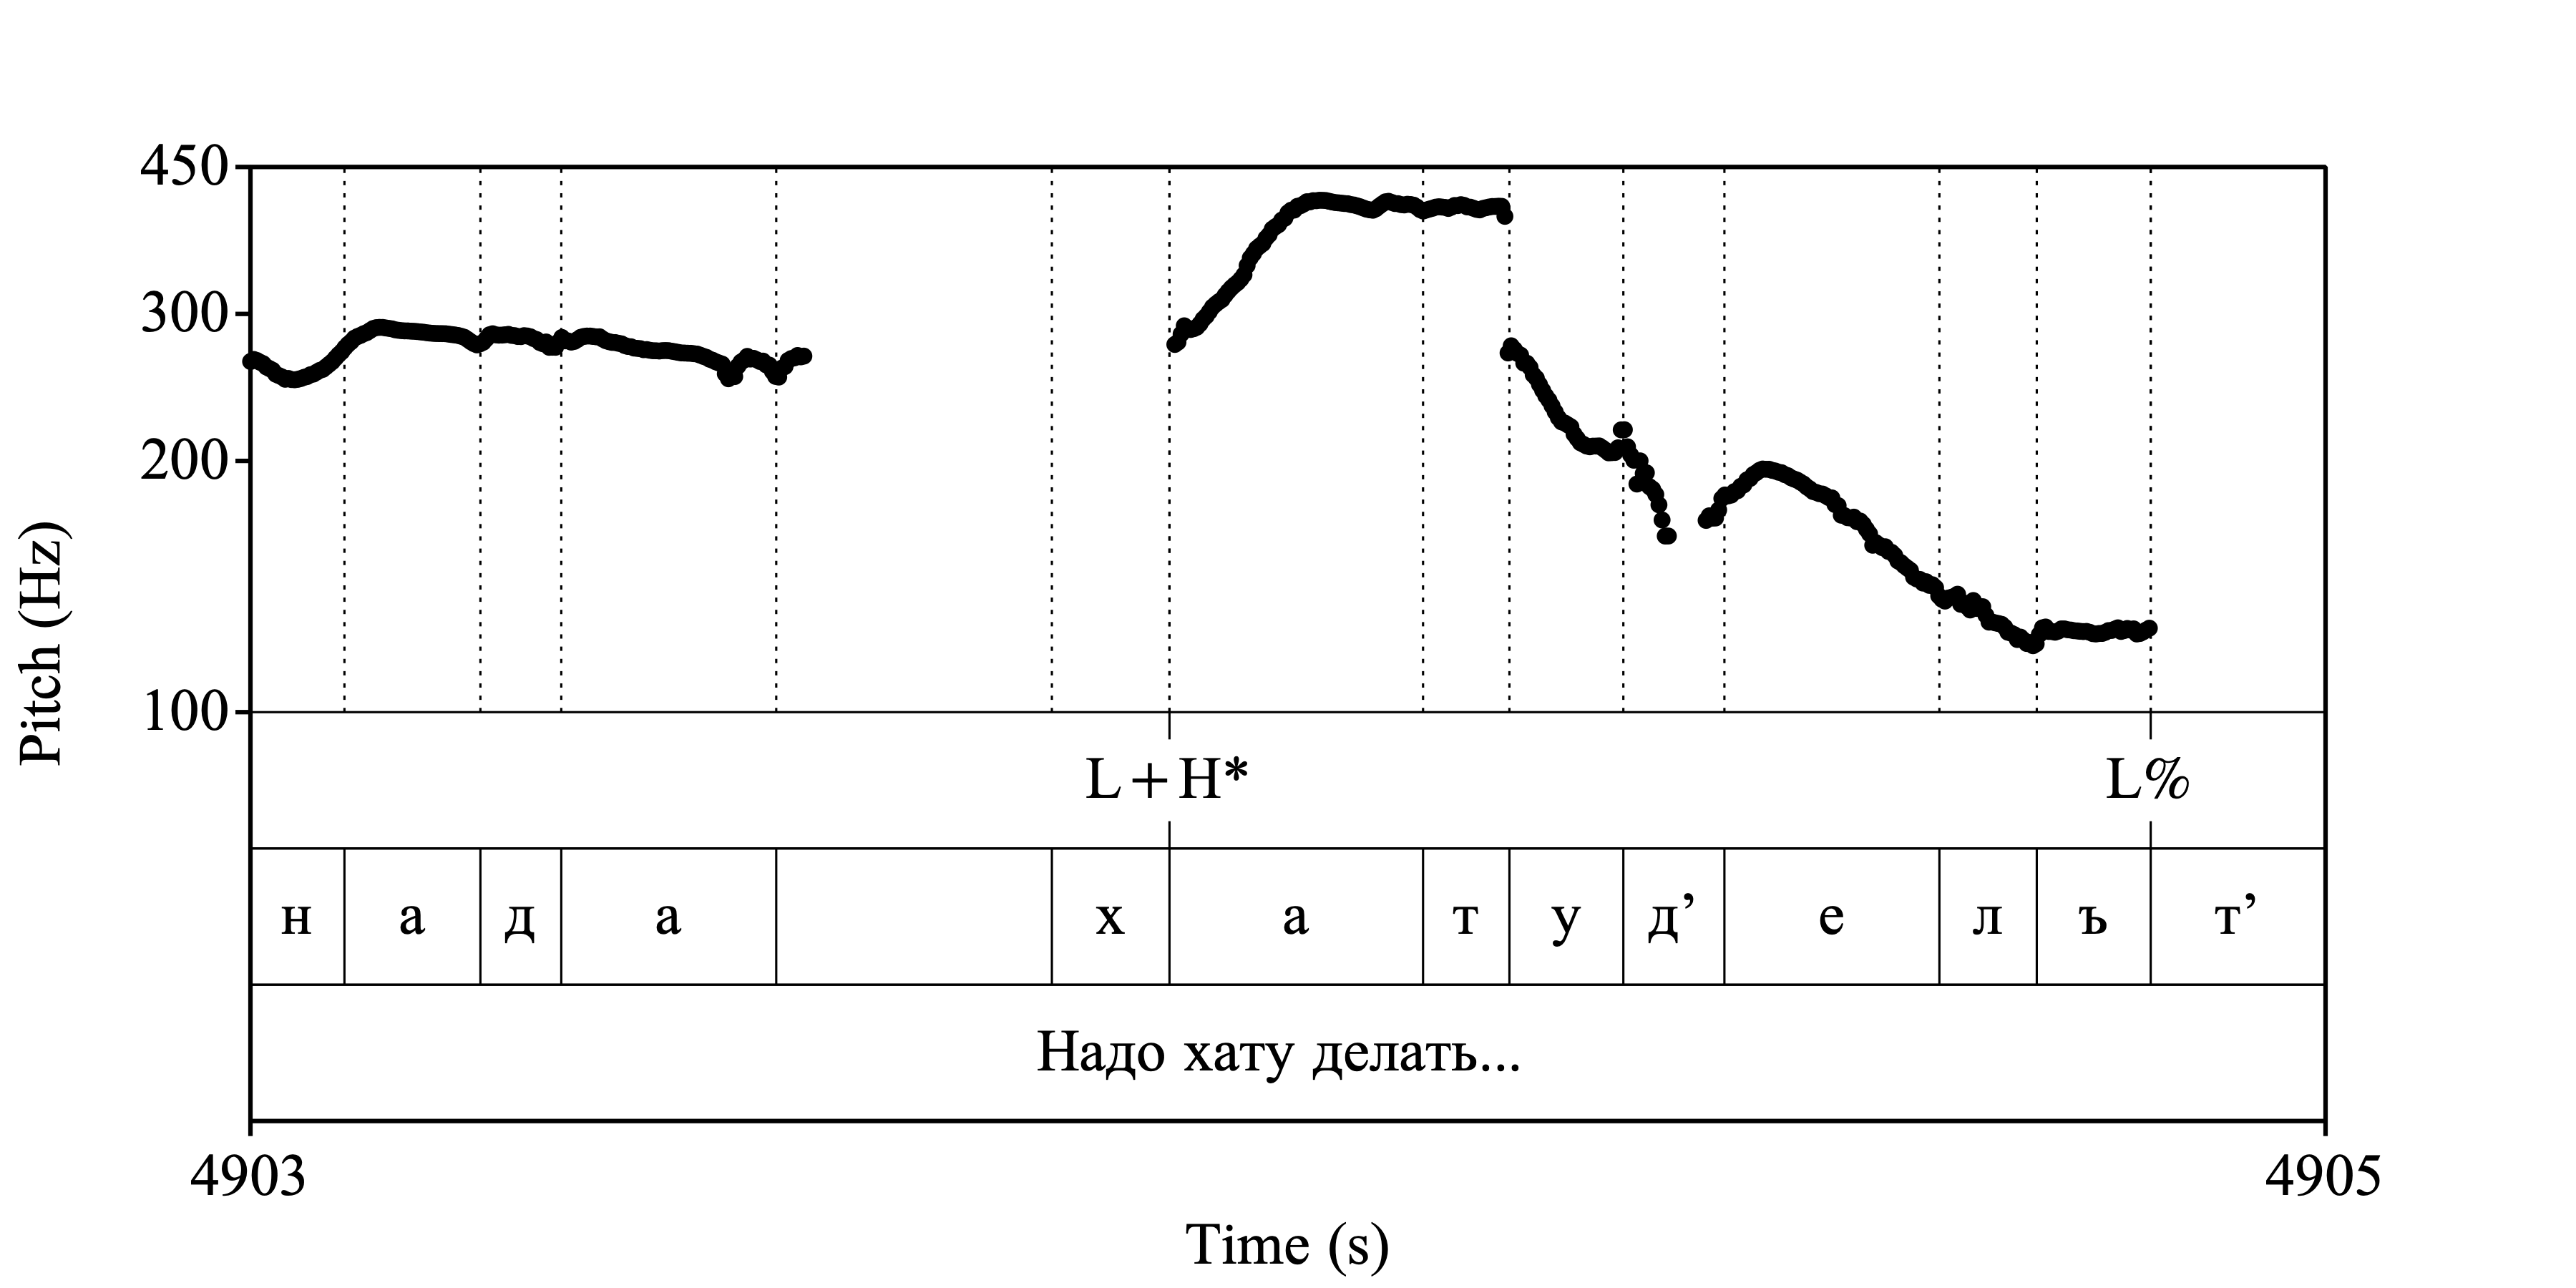 450
300
200
100
Pitch (Hz)
L+H* L%
н а д а х а т у д’ е л ъ т’
Надо хату делать...
4903 4905
Time (s)